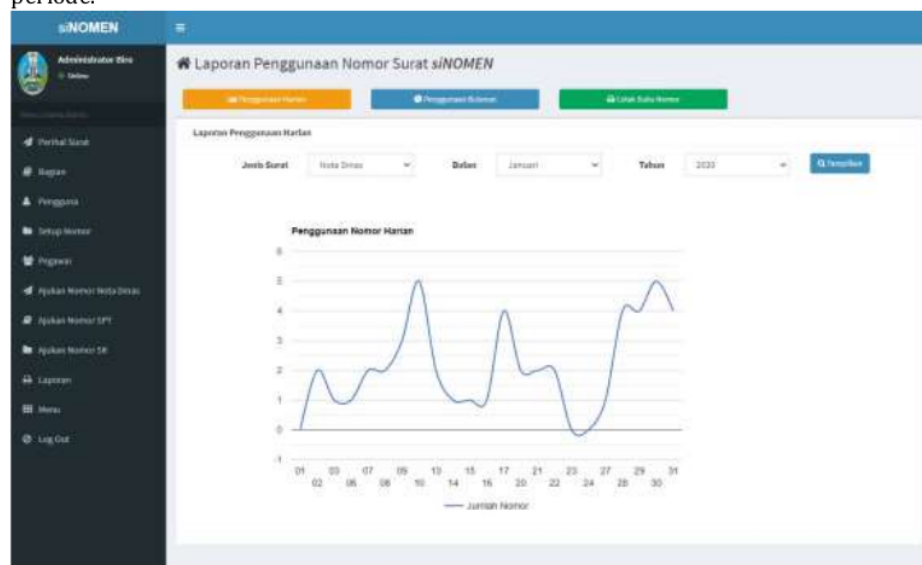 periode.
siNOMEN
Administrator Biro
Online
Laporan Penggunaan Nomor Surat siNOMEN
Penggunaan Harian
Penggunaan Bulanan
Cetak Buku Nomor
Laporan Penggunaan Harian
Jenis Surat
Nota Dinas
Bulan
Januari
Tahun
2020
Tampilkan
Perihal Surat
Bagian
Pengguna
Setup Nomor
Pegawai
Ajukan Nomor Nota Dinas
Ajukan Nomor SPT
Ajukan Nomor SK
Laporan
Menu
Log Out
Penggunaan Nomor Harian
6
5
4
3
2
1
0
-1
01 03 07 09 13 15 17 21 23 27 29 31
02 06 08 10 14 16 20 22 24 28 30
Jumlah Nomor